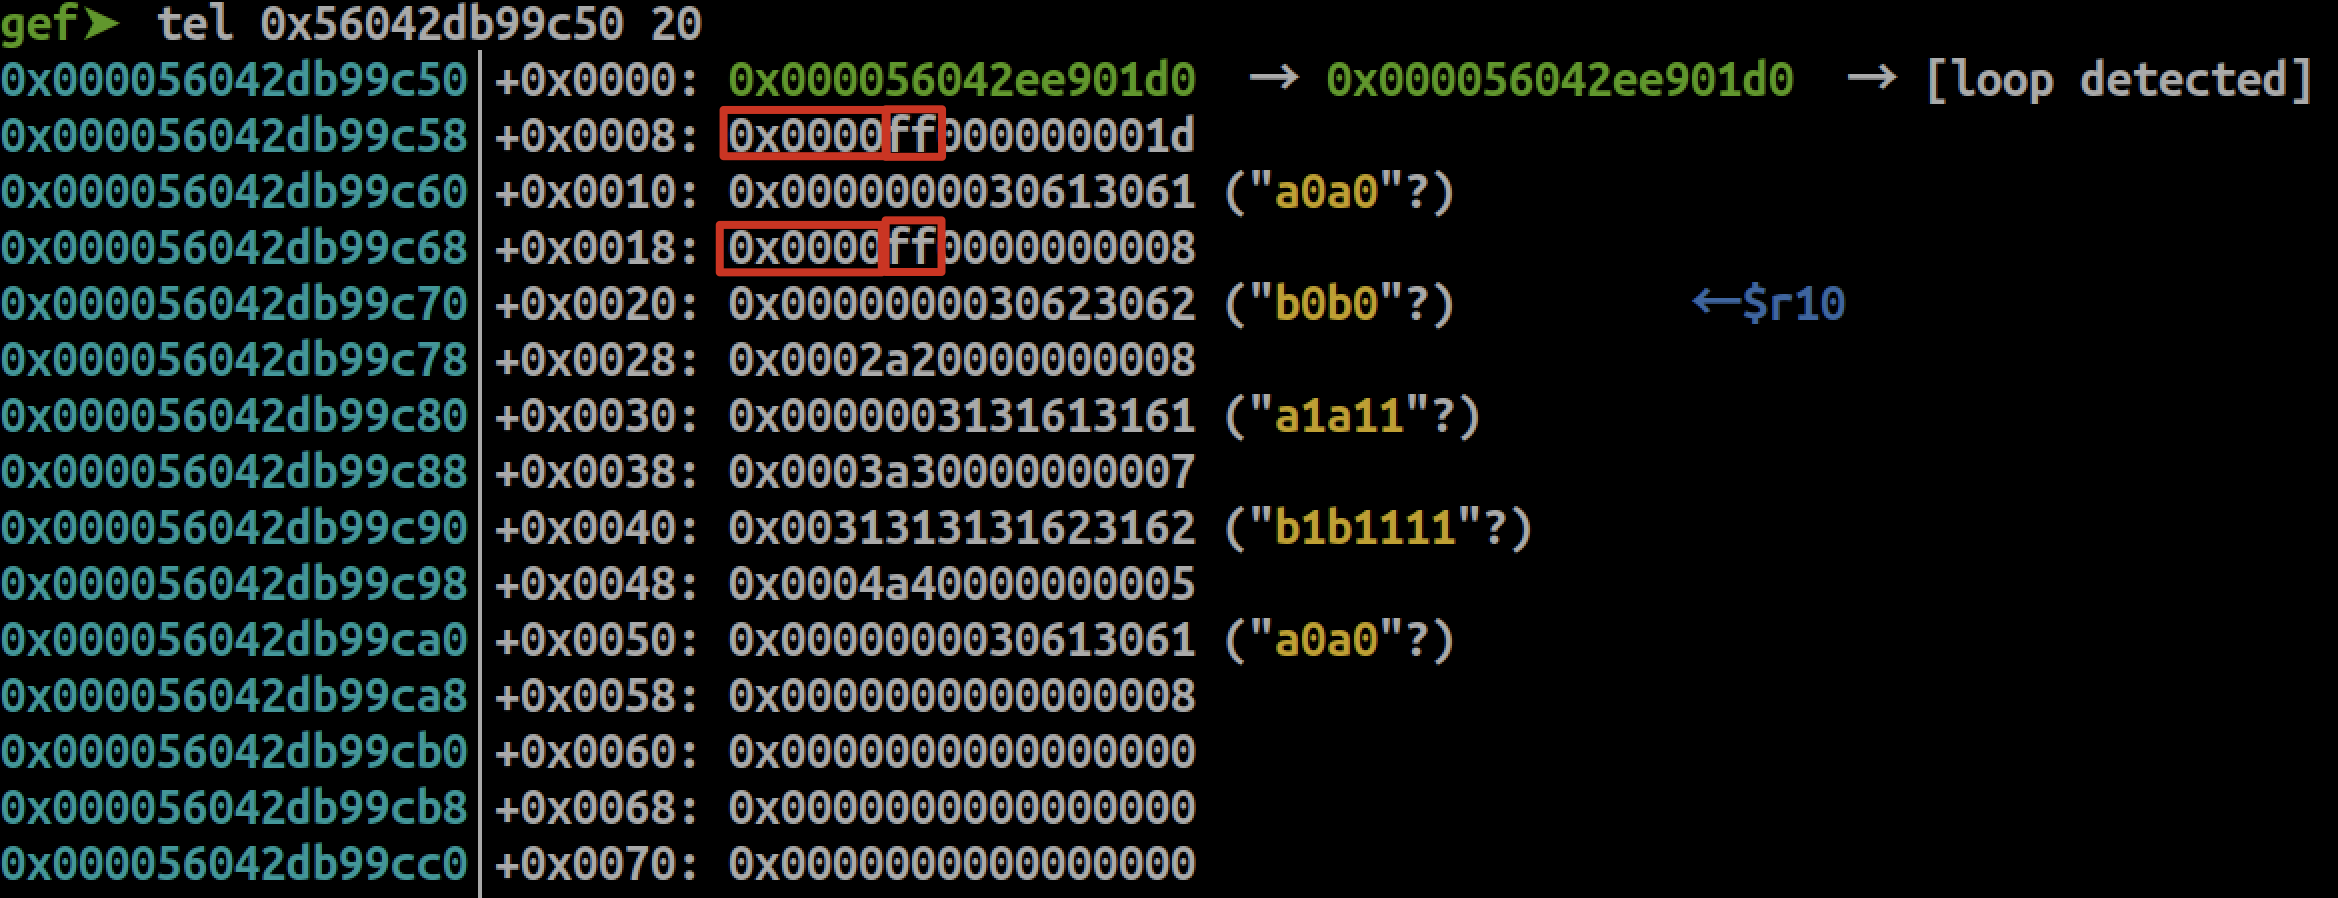 gef➤ tel 0x56042db99c50 20
0x000056042db99c50 +0x0000: 0x000056042ee901d0 → 0x000056042ee901d0 → [loop detected]
0x000056042db99c58 +0x0008: 0x0000ff000000001d
0x000056042db99c60 +0x0010: 0x0000000030613061 ("a0a0"?)
0x000056042db99c68 +0x0018: 0x0000ff0000000008
0x000056042db99c70 +0x0020: 0x0000000030623062 ("b0b0"?) ←$r10
0x000056042db99c78 +0x0028: 0x0002a20000000008
0x000056042db99c80 +0x0030: 0x0000003131613161 ("a1a11"?)
0x000056042db99c88 +0x0038: 0x0003a30000000007
0x000056042db99c90 +0x0040: 0x0031313131623162 ("b1b1111"?)
0x000056042db99c98 +0x0048: 0x0004a40000000005
0x000056042db99ca0 +0x0050: 0x0000000030613061 ("a0a0"?)
0x000056042db99ca8 +0x0058: 0x0000000000000008
0x000056042db99cb0 +0x0060: 0x0000000000000000
0x000056042db99cb8 +0x0068: 0x0000000000000000
0x000056042db99cc0 +0x0070: 0x0000000000000000